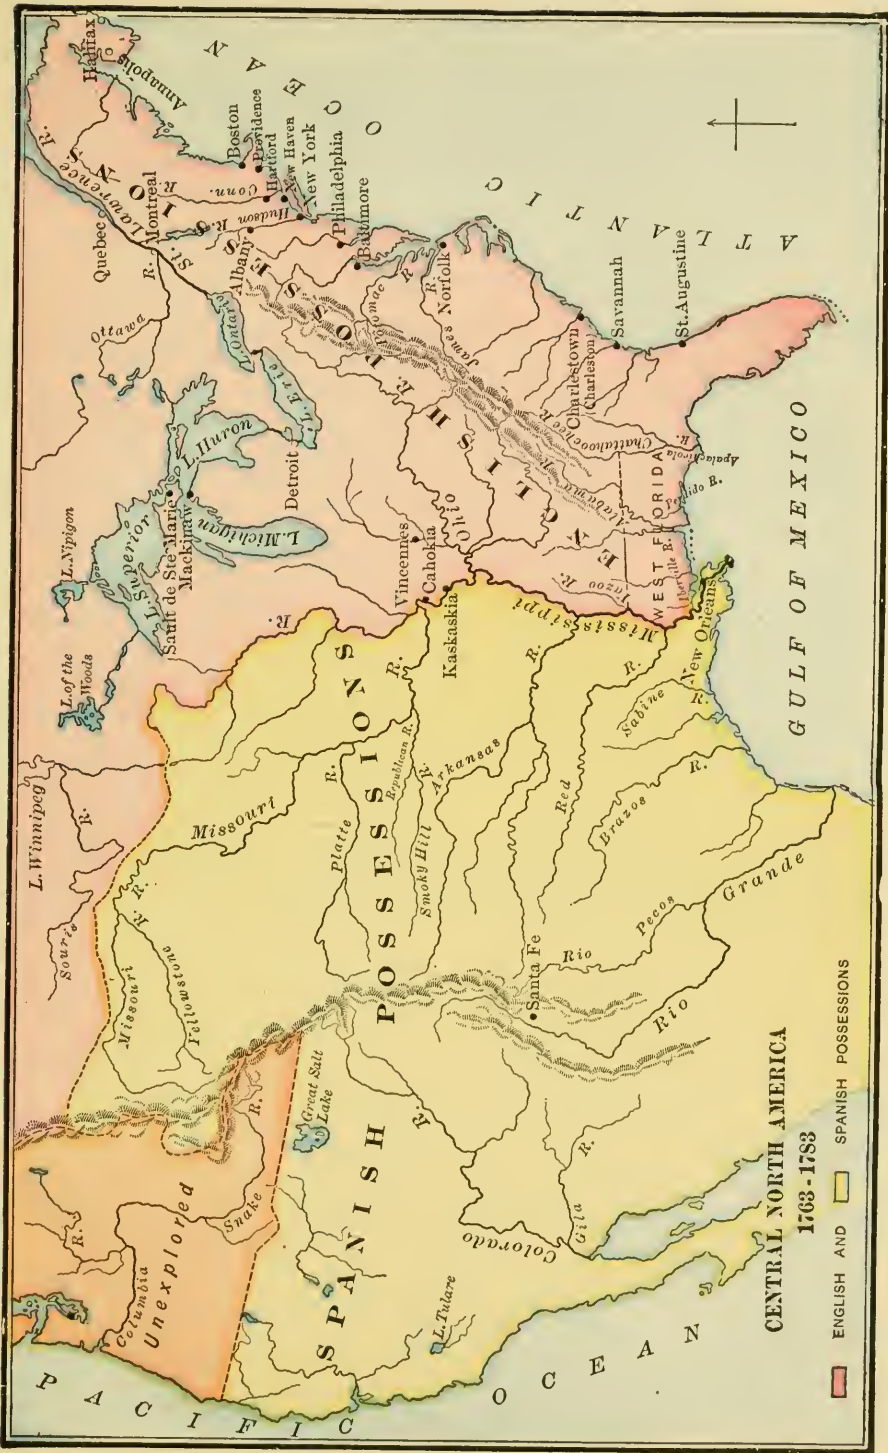 CENTRAL NORTH AMERICA
1763-1783
ENGLISH AND
SPANISH POSSESSIONS
PACIFIC OCEAN
ATLANTIC OCEAN
GULF OF MEXICO
ENGLISH POSSESSIONS
SPANISH POSSESSIONS
Unexplored
WEST FLORIDA
Columbia
R.
Snake
R.
Great Salt
Lake
L. Tulare
Colorado
R.
Gila
R.
Missouri
R.
Yellowstone
R.
Souris
R.
L. Winnipeg
L. of the
Woods
L. Nipigon
Missouri
R.
Platte
Republican R.
Smoky Hill
R.
Arkansas
R.
Red
R.
Brazos
R.
Sabine
R.
Pecos
Rio
Rio
Grande
Santa Fe
New Orleans
Mississippi
R.
Iberville R.
Yazoo R.
Alabama
R.
Perdido R.
Apalachicola
R.
Chattahoochee R.
Kaskaskia
Cahokia
Vincennes
Ohio
R.
L. Superior
Sault de Ste Marie
Mackinaw
L. Michigan
L. Huron
Detroit
L. Erie
L. Ontario
Ottawa
R.
St. Lawrence R.
Quebec
Montreal
Albany
Hudson R.
Conn.
R.
Halifax
Annapolis
Boston
Providence
Hartford
New Haven
New York
Philadelphia
Baltimore
Potomac
R
James
R.
Norfolk
Charlestown
(Charleston)
Savannah
St. Augustine